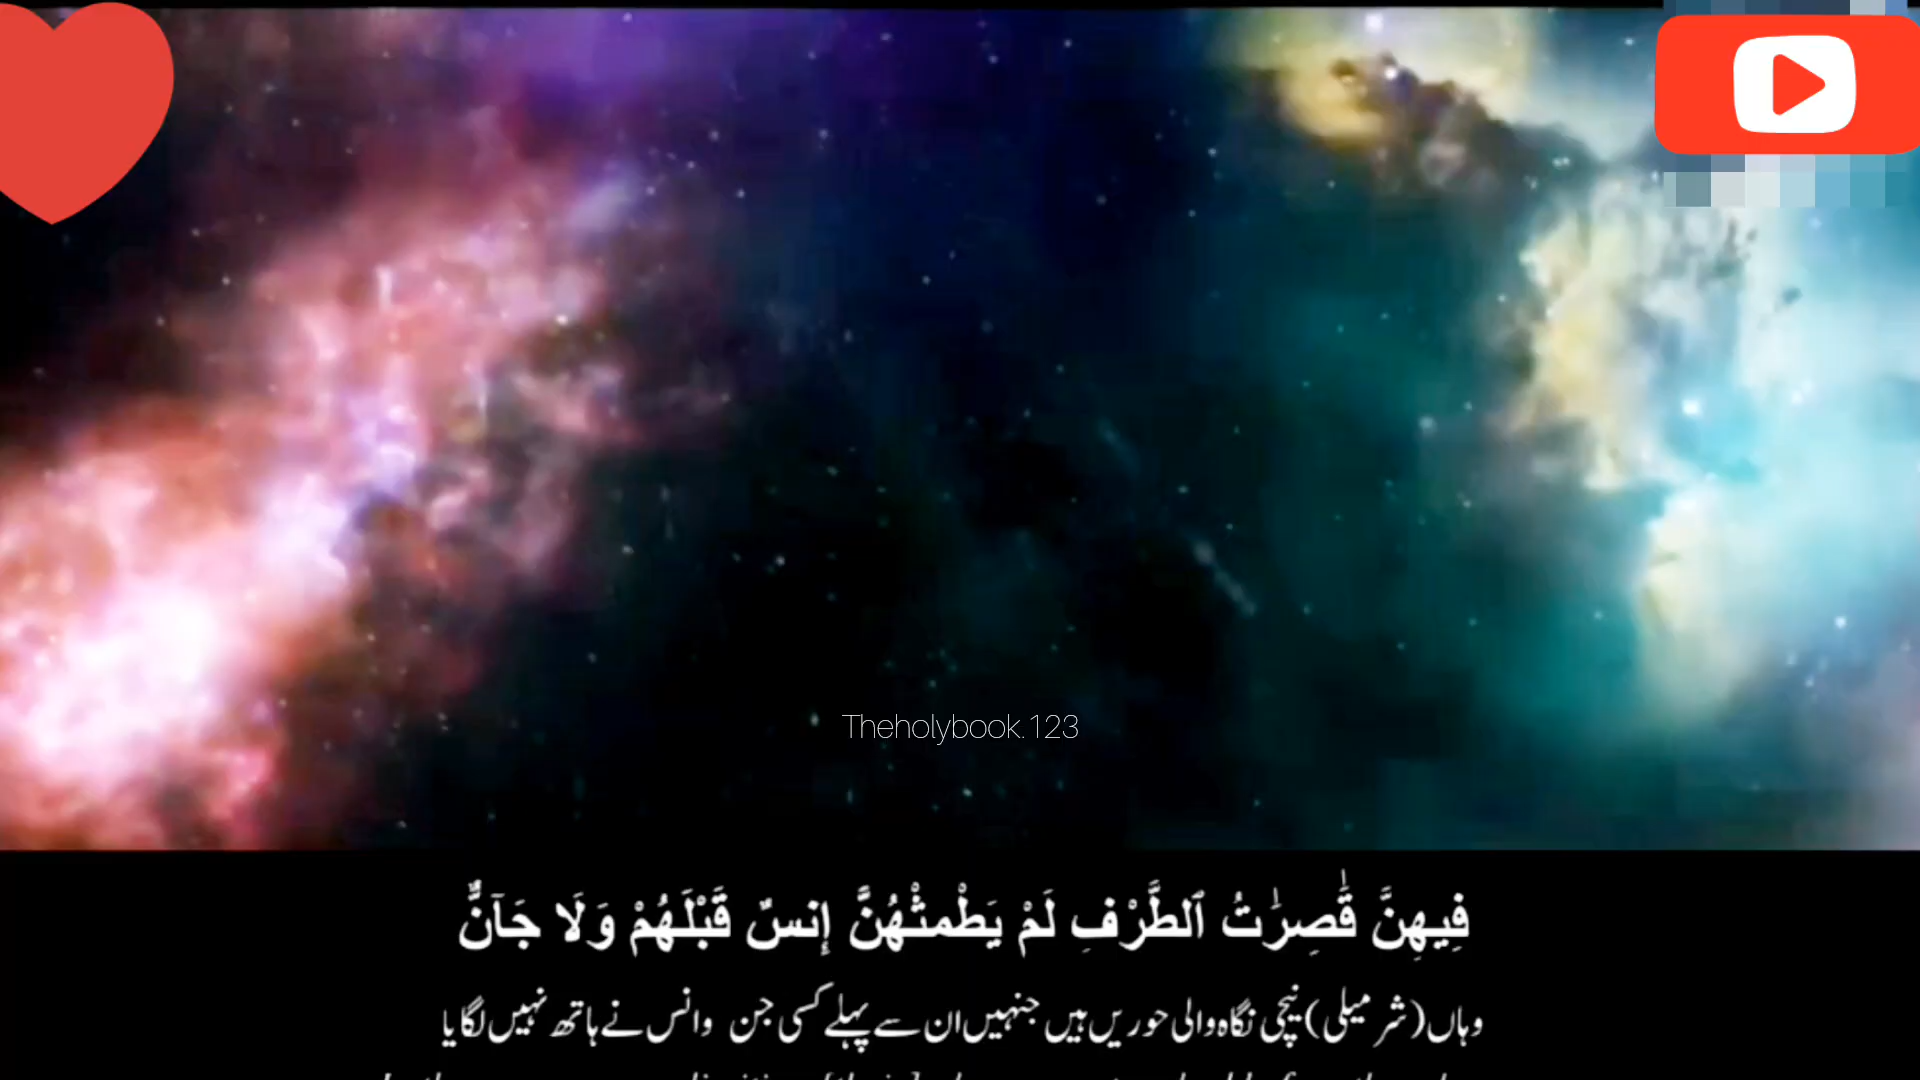 Theholybook.123
فِيهِنَّ قَٰصِرَٰتُ ٱلطَّرْفِ لَمْ يَطْمِثْهُنَّ إِنسٌ قَبْلَهُمْ وَلَا جَآنٌّ
وہاں(شرمیلی)نیچی نگاہ والی حوریں ہیں جنہیں ان سے پہلے کسی جن وانس نے ہاتھ نہیں لگایا